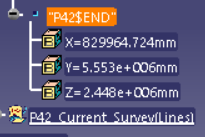 "P42$END"
X=829964.724mm
Y=5.553e+006mm
Z=2.448e+006mm
P42_Current_Survey(Lines)